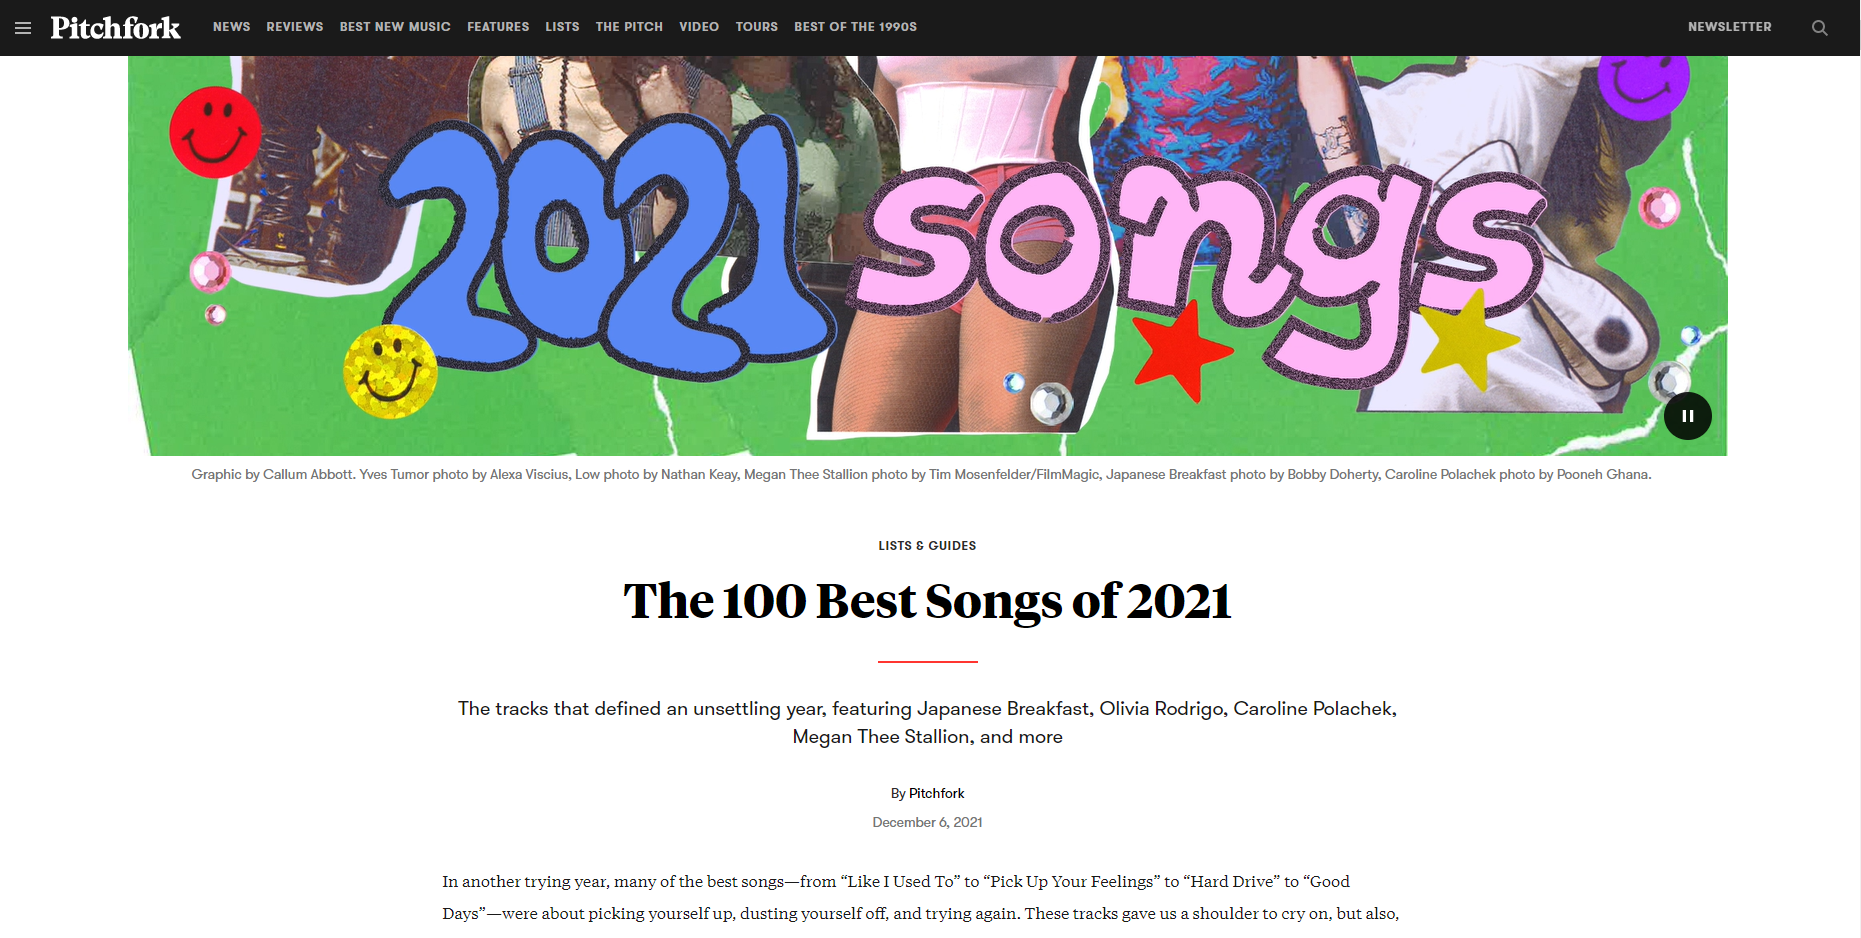 Pitchfork NEWS REVIEWS BEST NEW MUSIC FEATURES LISTS THE PITCH VIDEO TOURS BEST OF THE 1990S NEWSLETTER
2021 songs
Graphic by Callum Abbott. Yves Tumor photo by Alexa Viscius, Low photo by Nathan Keay, Megan Thee Stallion photo by Tim Mosenfelder/FilmMagic, Japanese Breakfast photo by Bobby Doherty, Caroline Polachek photo by Pooneh Ghana.
LISTS & GUIDES
The 100 Best Songs of 2021
The tracks that defined an unsettling year, featuring Japanese Breakfast, Olivia Rodrigo, Caroline Polachek,
Megan Thee Stallion, and more
By Pitchfork
December 6, 2021
In another trying year, many of the best songs—from “Like I Used To” to “Pick Up Your Feelings” to “Hard Drive” to “Good
Days”—were about picking yourself up, dusting yourself off, and trying again. These tracks gave us a shoulder to cry on, but also,